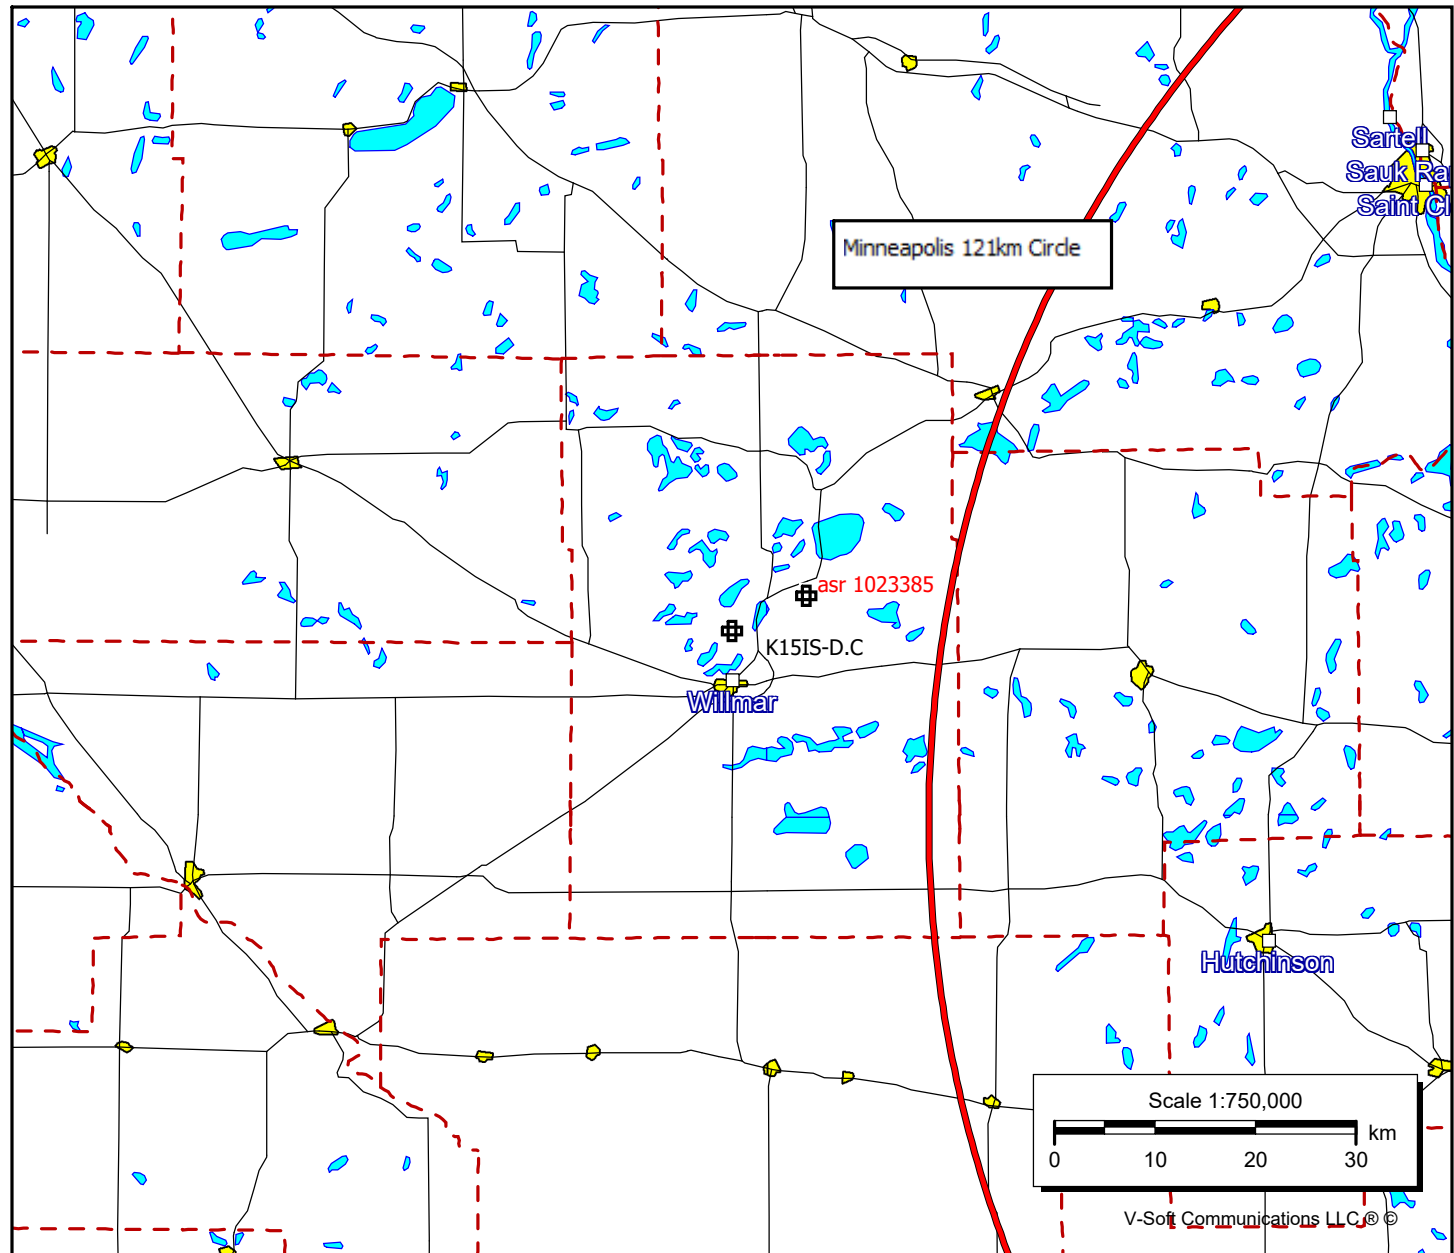 Sartell
Sauk Ra
Saint Cl
Minneapolis 121km Circle
asr 1023385
K15IS-D.C
Willmar
Hutchinson
Scale 1:750,000
km
0 10 20 30
V-Soft Communications LLC ® ©